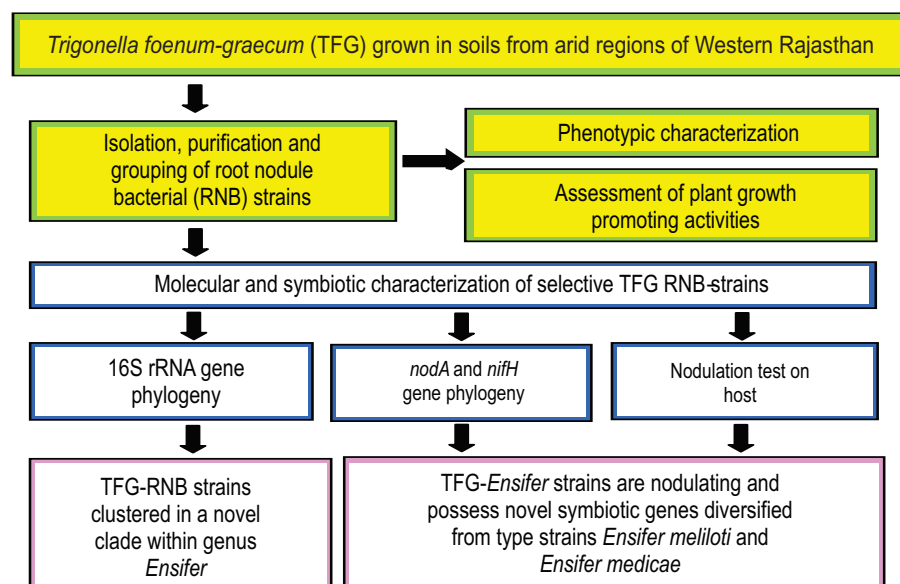 Trigonella foenum-graecum (TFG) grown in soils from arid regions of Western Rajasthan
Isolation, purification and
grouping of root nodule
bacterial (RNB) strains
Phenotypic characterization
Assessment of plant growth
promoting activities
Molecular and symbiotic characterization of selective TFG RNB-strains
16S rRNA gene
phylogeny
nodA and nifH
gene phylogeny
Nodulation test on
host
TFG-RNB strains
clustered in a novel
clade within genus
Ensifer
TFG-Ensifer strains are nodulating and
possess novel symbiotic genes diversified
from type strains Ensifer meliloti and
Ensifer medicae